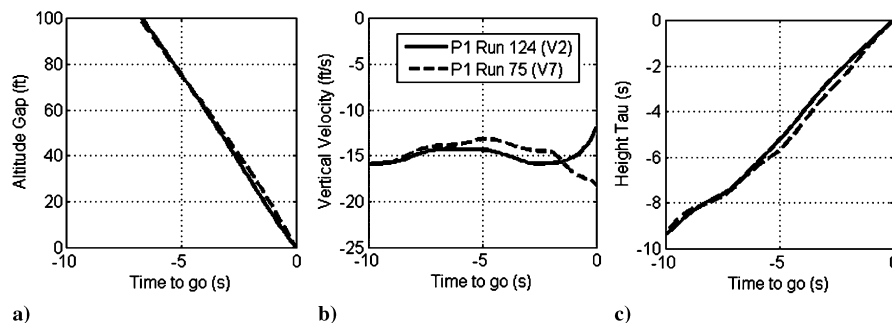 Altitude Gap (ft)
100
80
60
40
20
0
-10
-5
0
Time to go (s)
a)
Vertical Velocity (ft/s)
0
-5
-10
-15
-20
-25
P1 Run 124 (V2)
P1 Run 75 (V7)
-10
-5
0
Time to go (s)
b)
Height Tau (s)
0
-2
-4
-6
-8
-10
-10
-5
0
Time to go (s)
c)